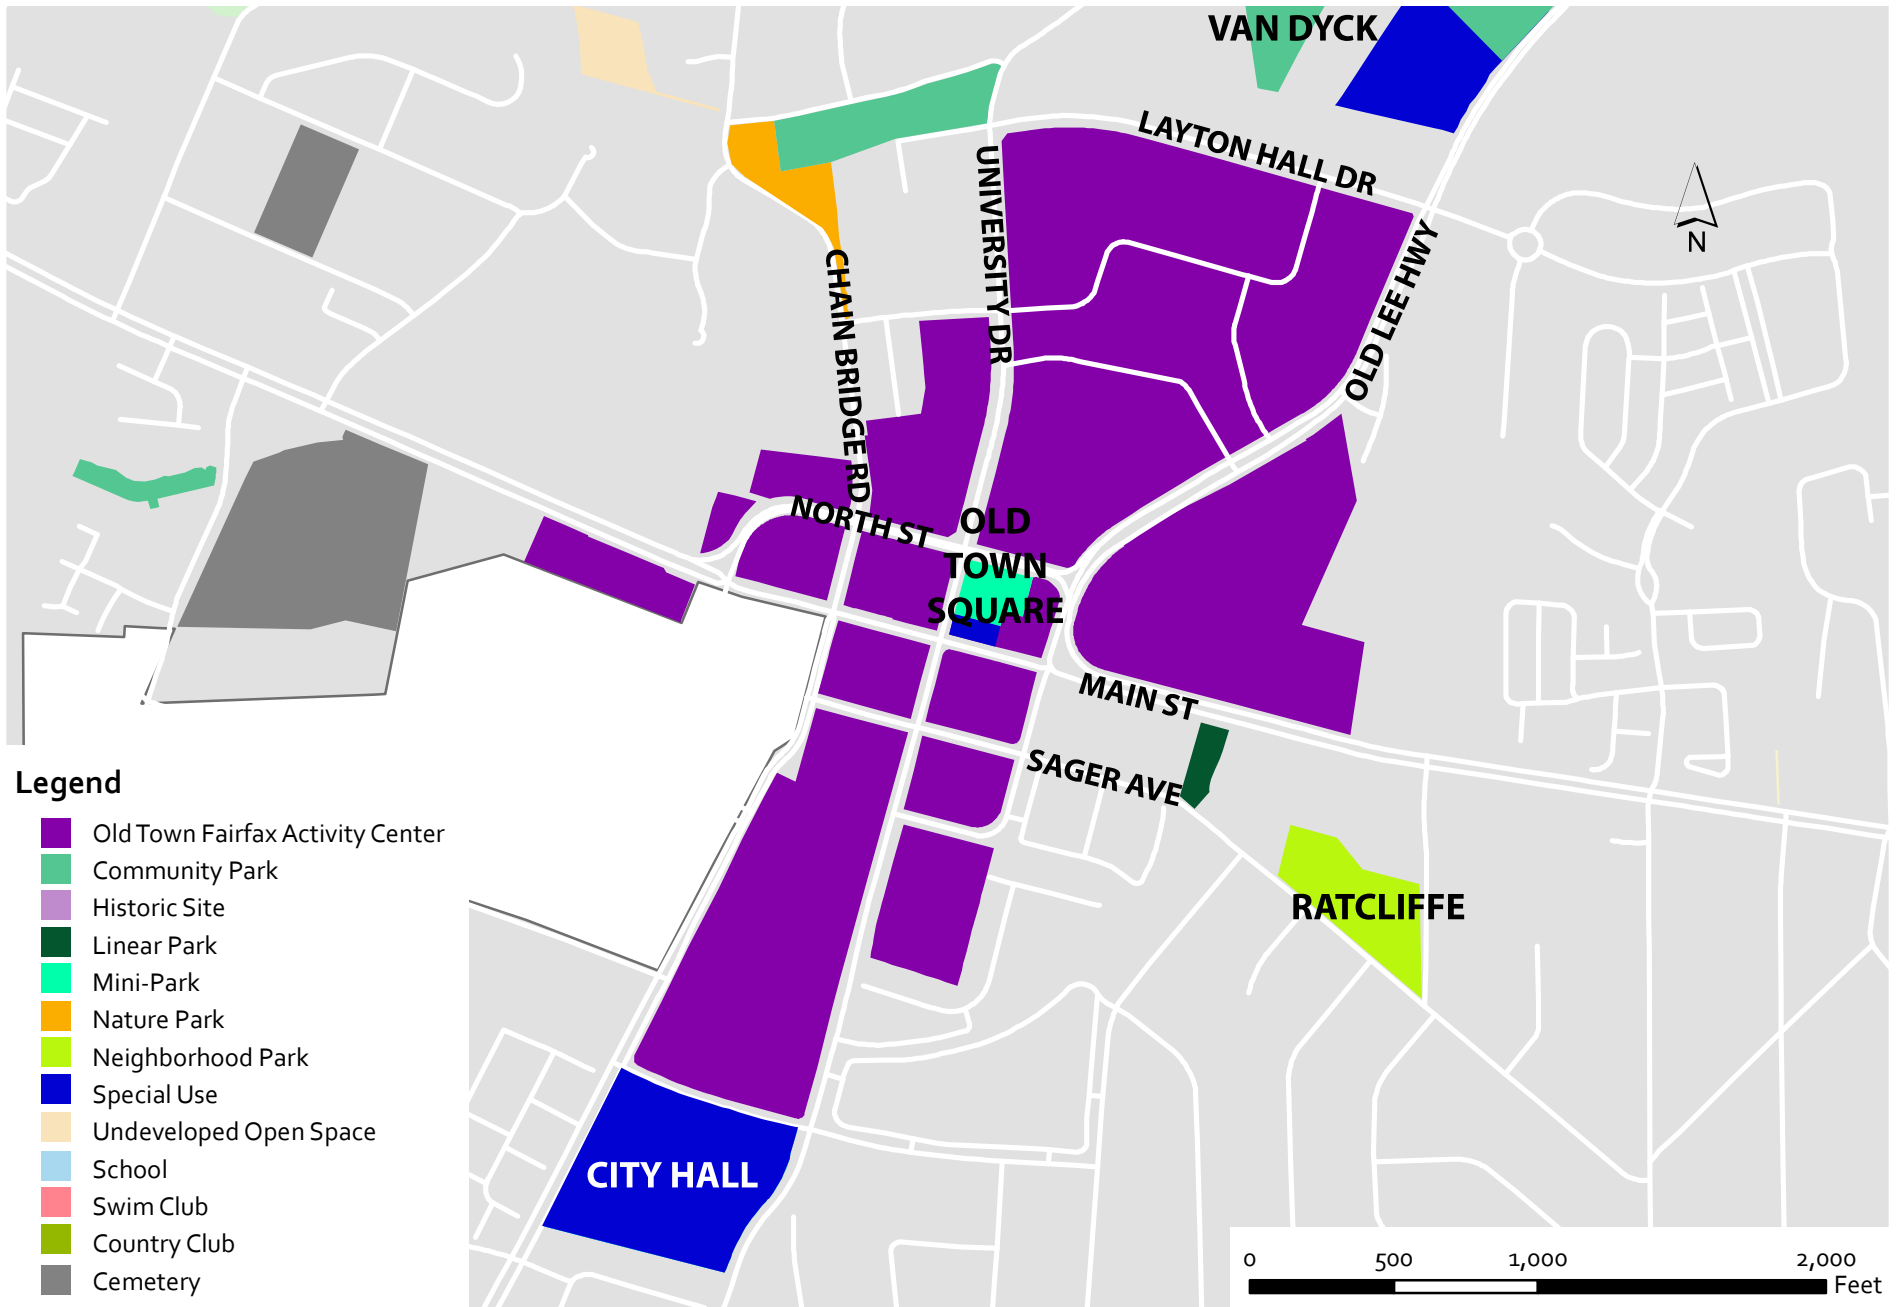 VAN DYCK
LAYTON HALL DR
UNIVERSITY DR
OLD LEE HWY
N
CHAIN BRIDGE RD
NORTH ST
OLD
TOWN
SQUARE
MAIN ST
SAGER AVE
RATCLIFFE
CITY HALL
Legend
Old Town Fairfax Activity Center
Community Park
Historic Site
Linear Park
Mini-Park
Nature Park
Neighborhood Park
Special Use
Undeveloped Open Space
School
Swim Club
Country Club
Cemetery
0 500 1,000 2,000
Feet